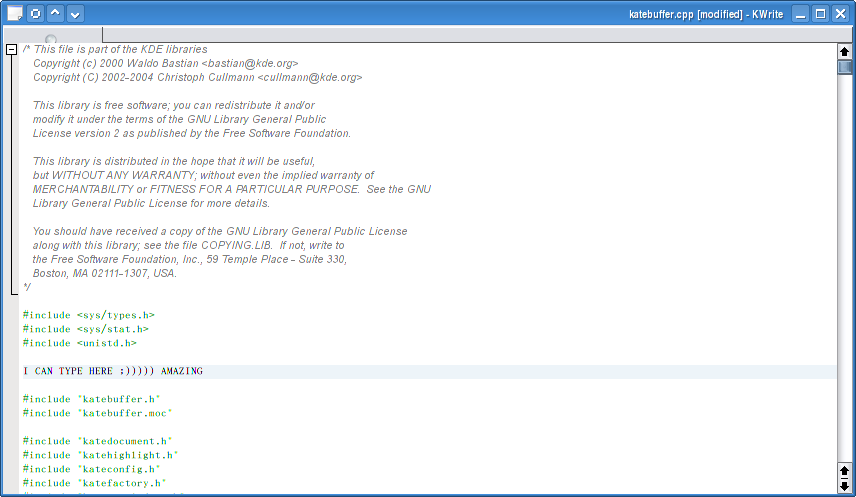 katebuffer.cpp [modified] - KWrite
/* This file is part of the KDE libraries
Copyright (c) 2000 Waldo Bastian <bastian@kde.org>
Copyright (C) 2002-2004 Christoph Cullmann <cullmann@kde.org>
This library is free software; you can redistribute it and/or
modify it under the terms of the GNU Library General Public
License version 2 as published by the Free Software Foundation.
This library is distributed in the hope that it will be useful,
but WITHOUT ANY WARRANTY; without even the implied warranty of
MERCHANTABILITY or FITNESS FOR A PARTICULAR PURPOSE.  See the GNU
Library General Public License for more details.
You should have received a copy of the GNU Library General Public License
along with this library; see the file COPYING.LIB.  If not, write to
the Free Software Foundation, Inc., 59 Temple Place - Suite 330,
Boston, MA 02111-1307, USA.
*/
#include <sys/types.h>
#include <sys/stat.h>
#include <unistd.h>
I CAN TYPE HERE ;))))) AMAZING
#include "katebuffer.h"
#include "katebuffer.moc"
#include "katedocument.h"
#include "katehighlight.h"
#include "kateconfig.h"
#include "katefactory.h"